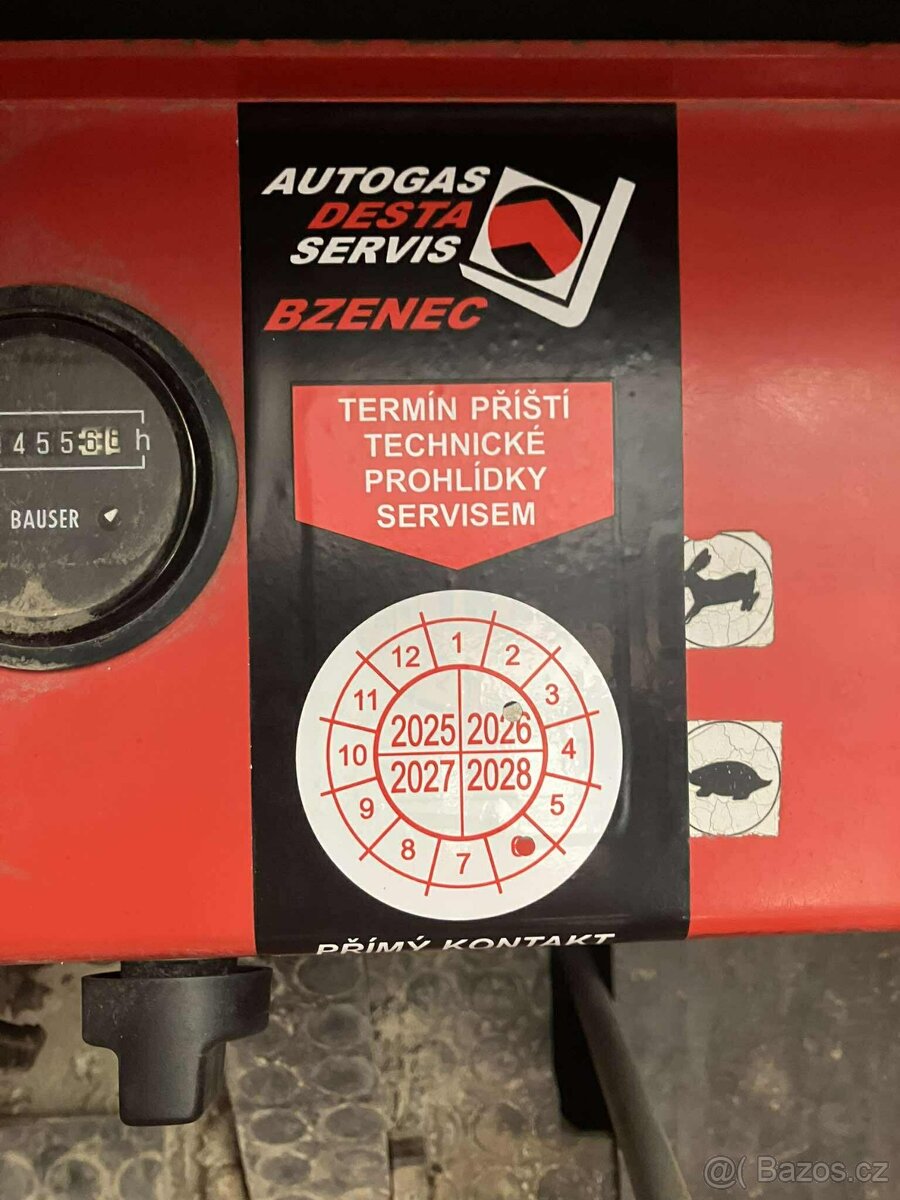 AUTOGAS
DESTA
SERVIS
BZENEC
TERMÍN PŘÍŠTÍ
TECHNICKÉ
PROHLÍDKY
SERVISEM
h
BAUSER
12 1 2
11 3
10 4
9 5
8 7
2025 2026
2027 2028
PŘÍMÝ KONTAKT
@( Bazos.cz